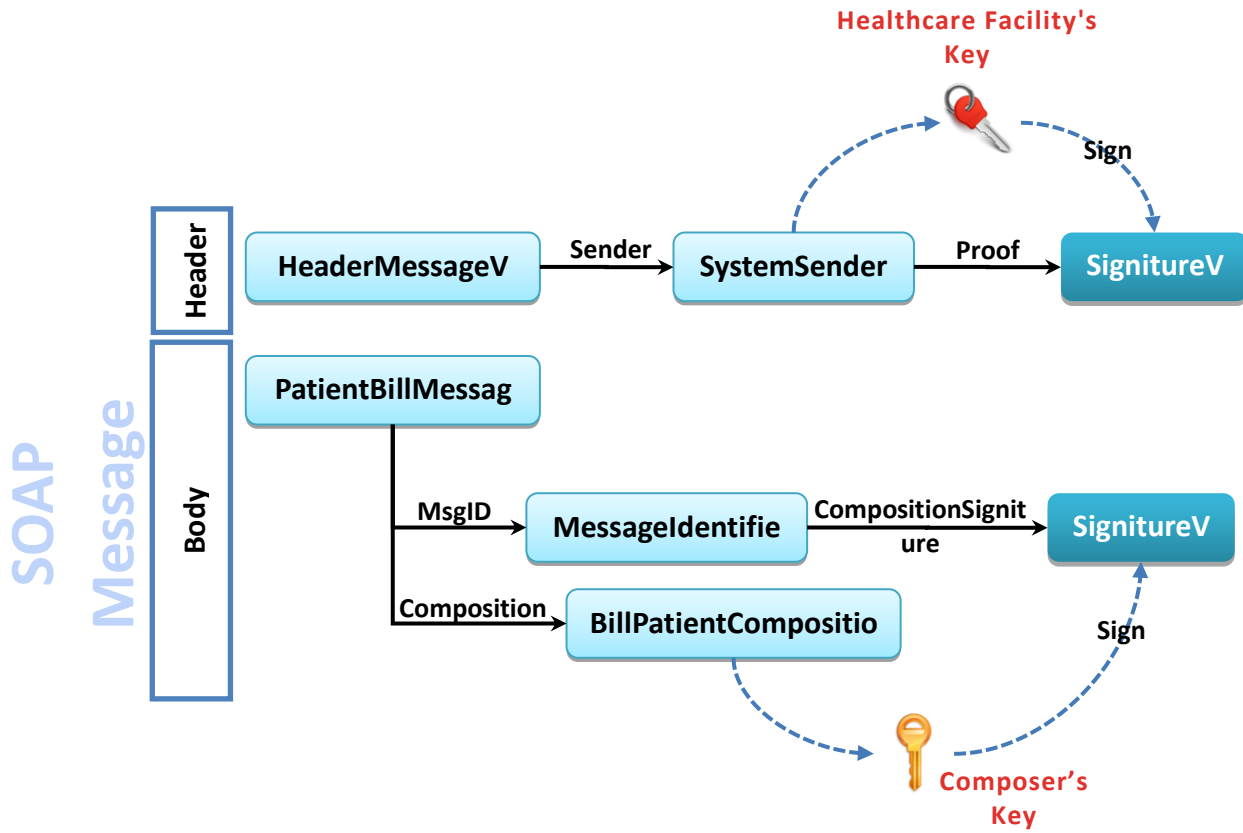 Healthcare Facility's
Key
Sign
Header
HeaderMessageV
Sender
SystemSender
Proof
SignitureV
SOAP
Message
Body
PatientBillMessag
MsgID
MessageIdentifie
CompositionSignit
ure
SignitureV
Composition
BillPatientCompositio
Sign
Composer’s
Key